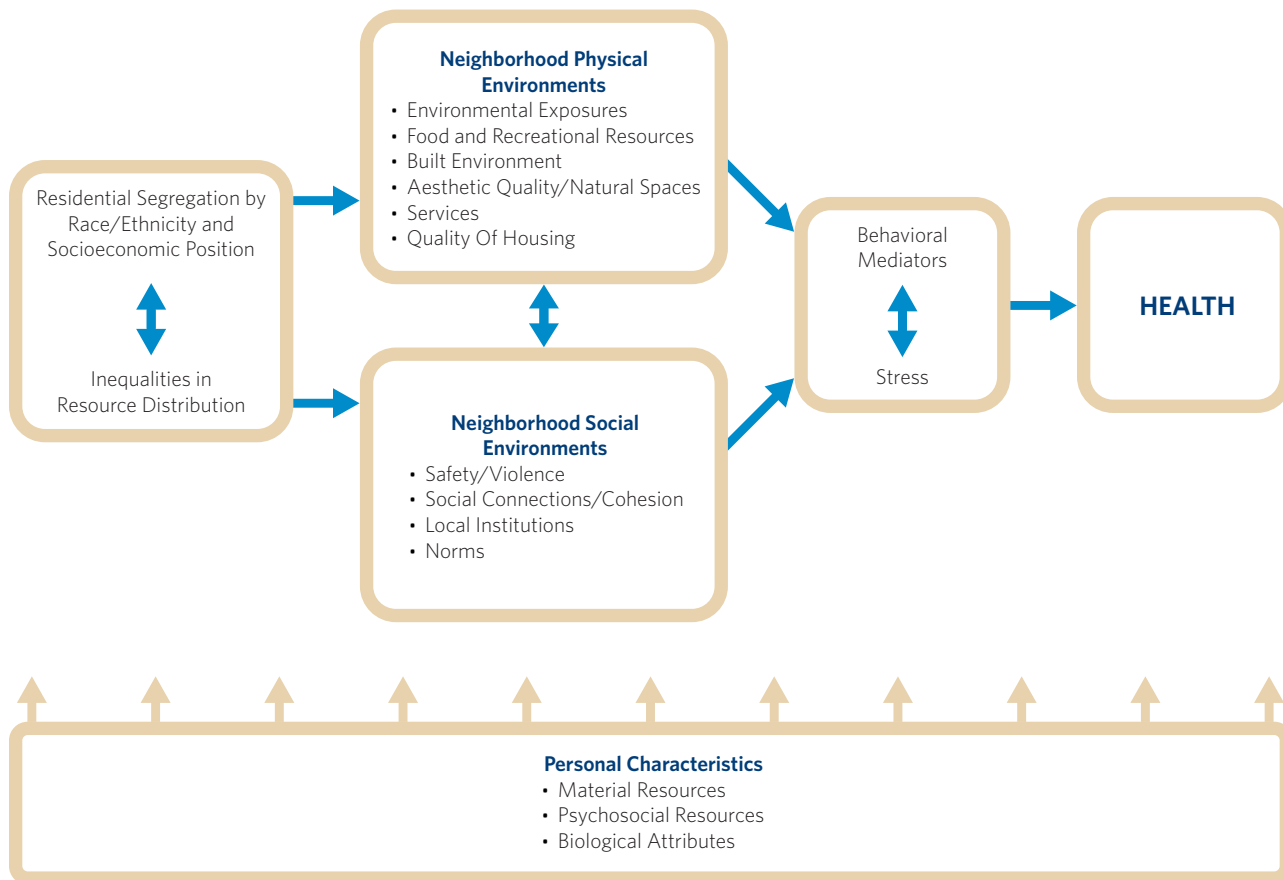 Residential Segregation by
Race/Ethnicity and
Socioeconomic Position
Inequalities in
Resource Distribution
Neighborhood Physical
Environments
• Environmental Exposures
• Food and Recreational Resources
• Built Environment
• Aesthetic Quality/Natural Spaces
• Services
• Quality Of Housing
Neighborhood Social
Environments
• Safety/Violence
• Social Connections/Cohesion
• Local Institutions
• Norms
Behavioral
Mediators
Stress
HEALTH
Personal Characteristics
• Material Resources
• Psychosocial Resources
• Biological Attributes